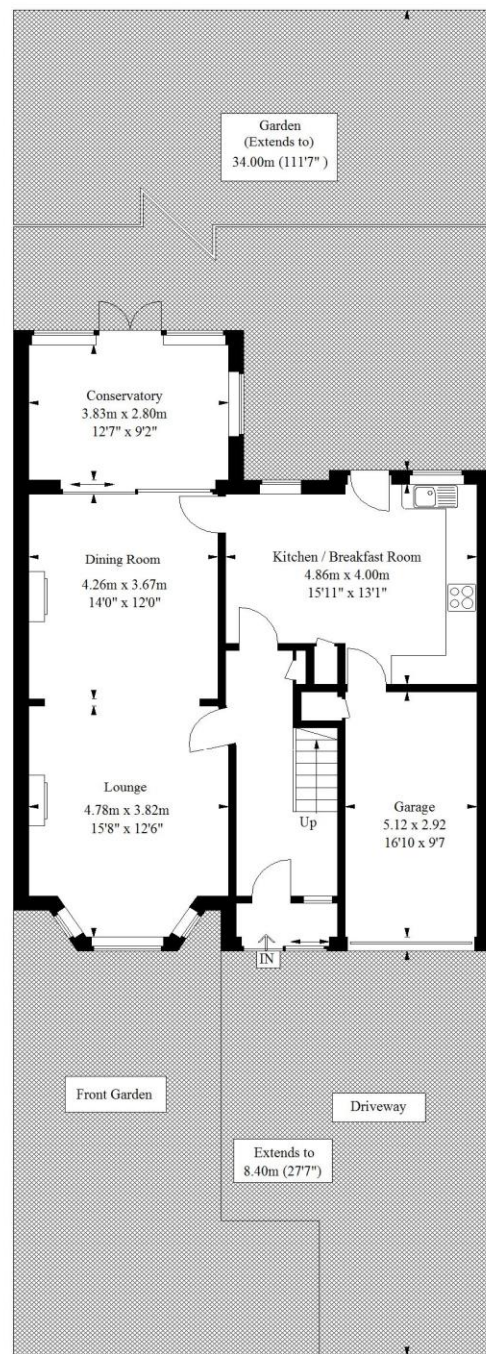 Garden
(Extends to)
34.00m (111'7" )
Conservatory
3.83m x 2.80m
12'7" x 9'2"
Dining Room
4.26m x 3.67m
14'0" x 12'0"
Kitchen / Breakfast Room
4.86m x 4.00m
15'11" x 13'1"
Lounge
4.78m x 3.82m
15'8" x 12'6"
Up
Garage
5.12 x 2.92
16'10 x 9'7
IN
Front Garden
Driveway
Extends to
8.40m (27'7")